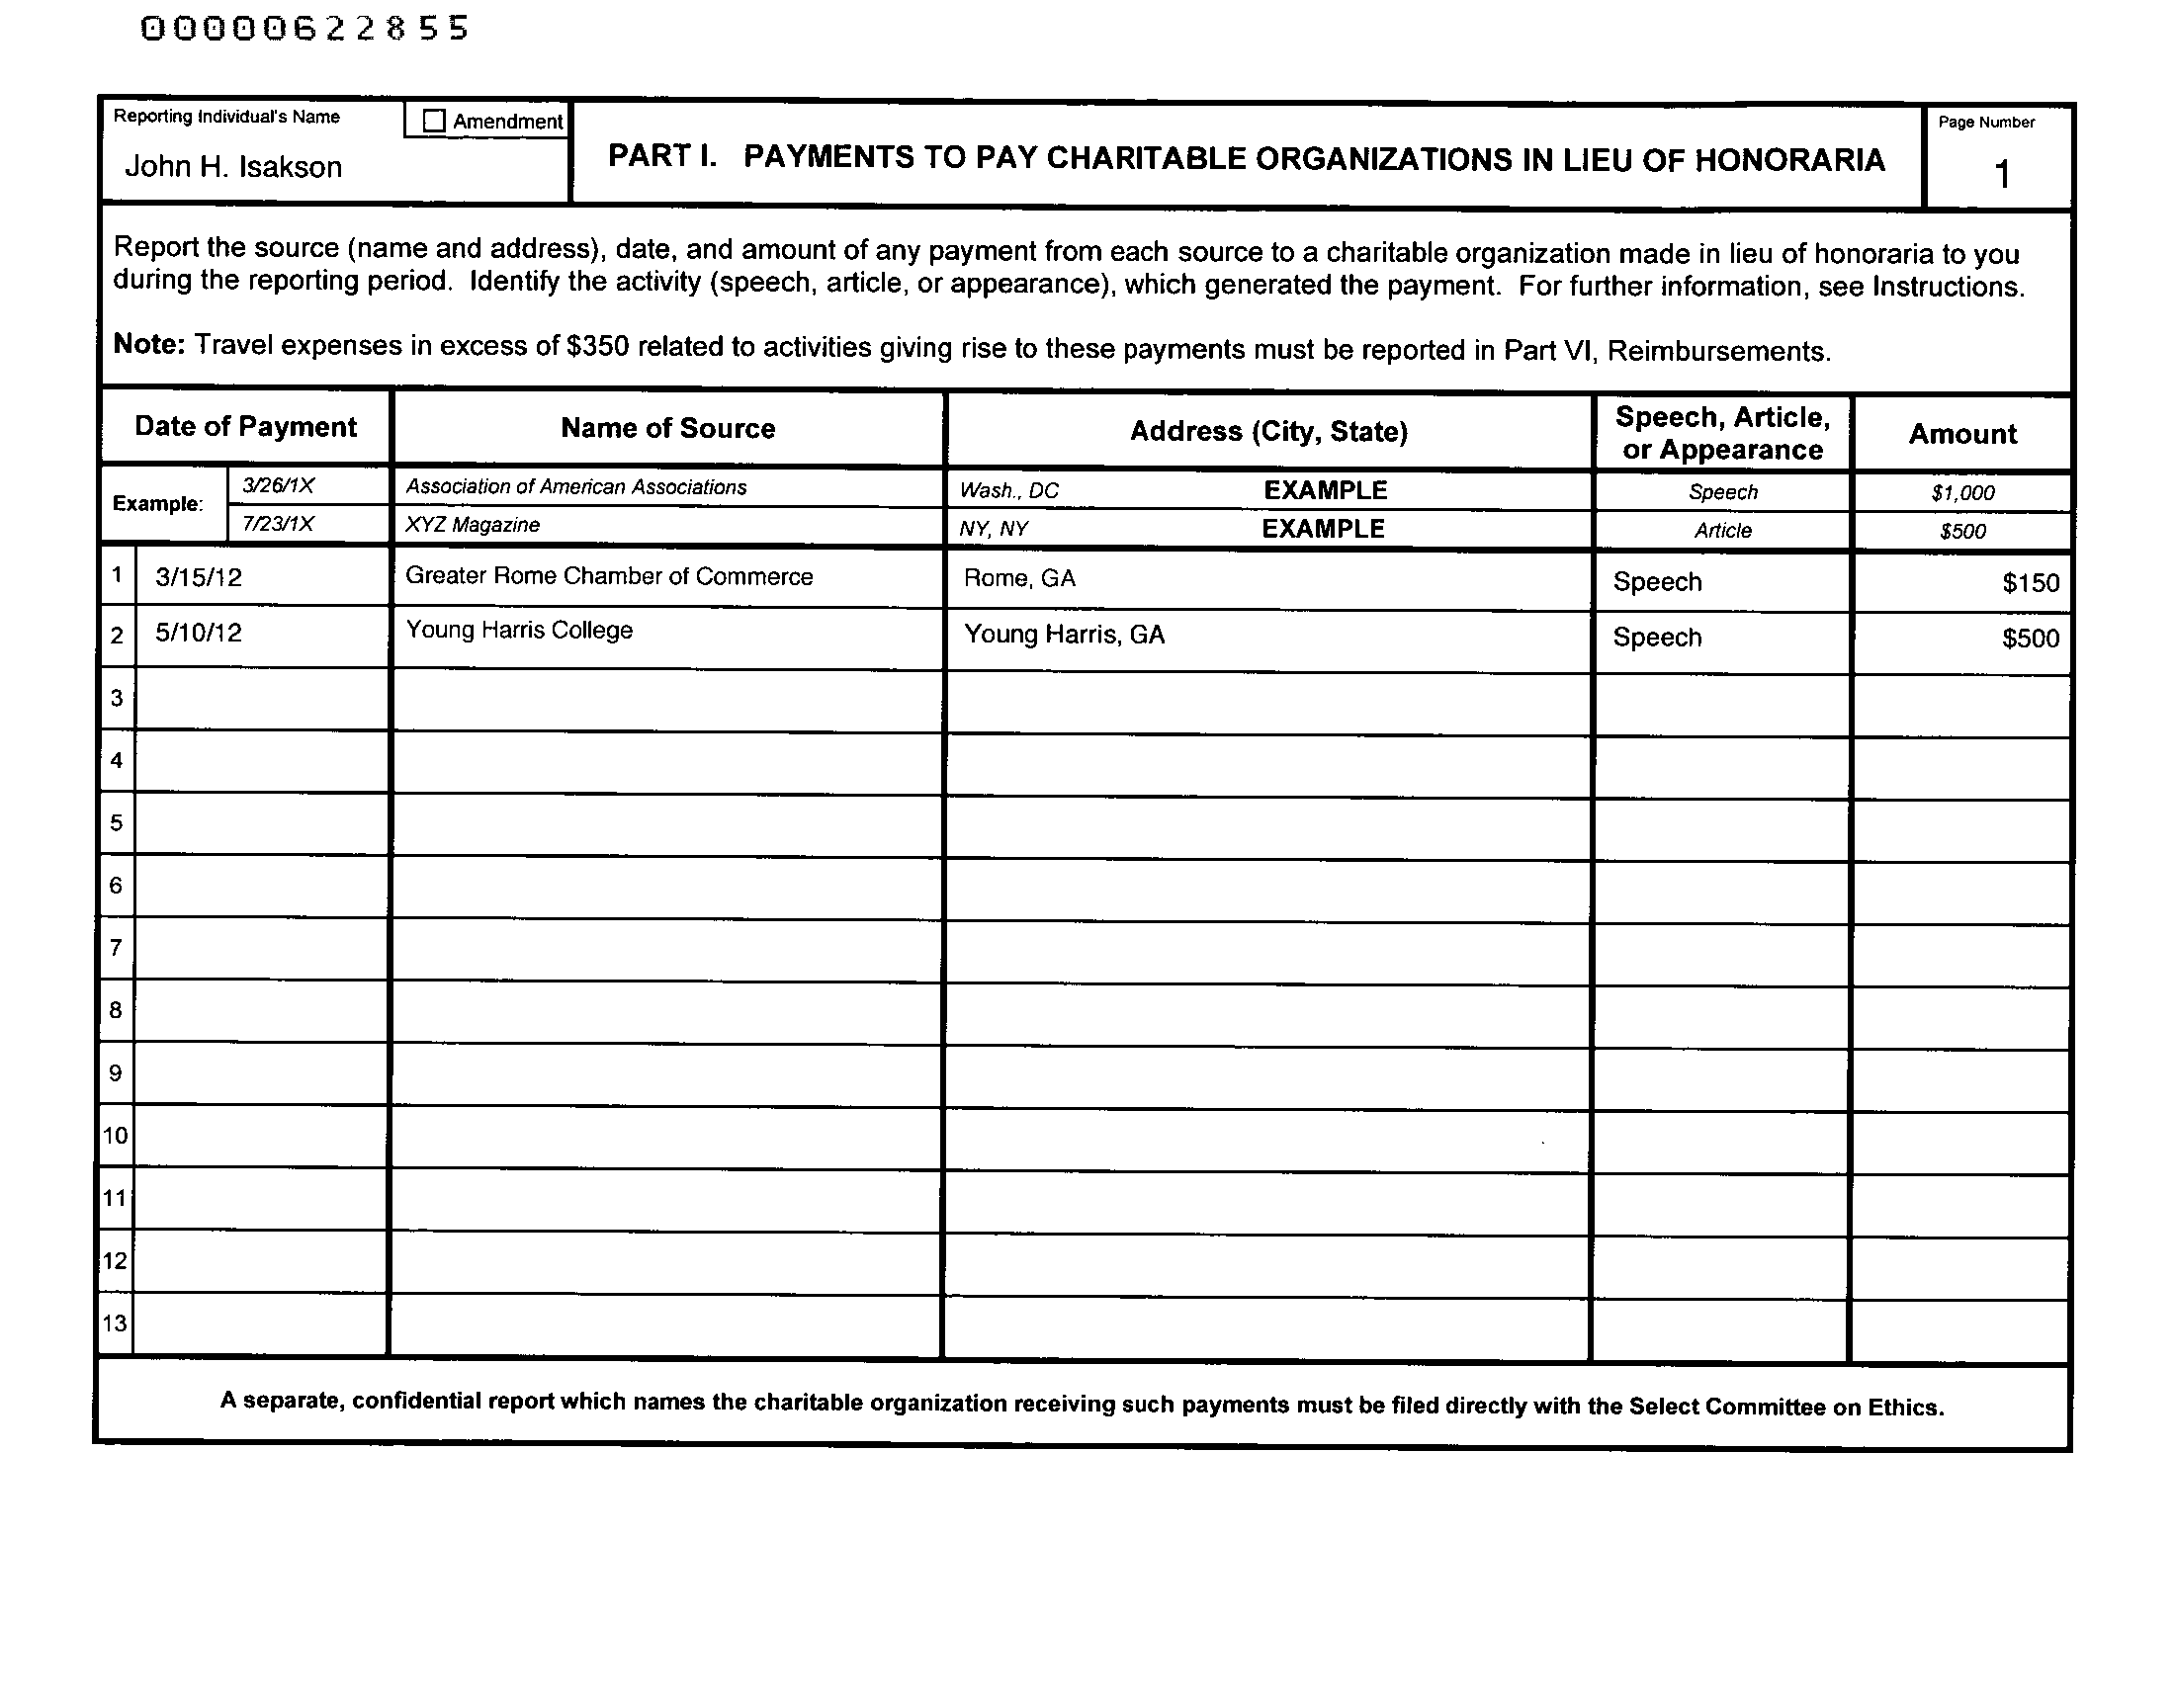 00000622855
Reporting Individual's Name
☐ Amendment
John H. Isakson
PART I. PAYMENTS TO PAY CHARITABLE ORGANIZATIONS IN LIEU OF HONORARIA
Page Number
1
Report the source (name and address), date, and amount of any payment from each source to a charitable organization made in lieu of honoraria to you
during the reporting period. Identify the activity (speech, article, or appearance), which generated the payment. For further information, see Instructions.
Note: Travel expenses in excess of $350 related to activities giving rise to these payments must be reported in Part VI, Reimbursements.
Date of Payment Name of Source Address (City, State) Speech, Article, or Appearance Amount
Example: 3/26/1X Association of American Associations Wash., DC EXAMPLE Speech $1,000
7/23/1X XYZ Magazine NY, NY EXAMPLE Article $500
1 3/15/12 Greater Rome Chamber of Commerce Rome, GA Speech $150
2 5/10/12 Young Harris College Young Harris, GA Speech $500
3
4
5
6
7
8
9
10
11
12
13
A separate, confidential report which names the charitable organization receiving such payments must be filed directly with the Select Committee on Ethics.